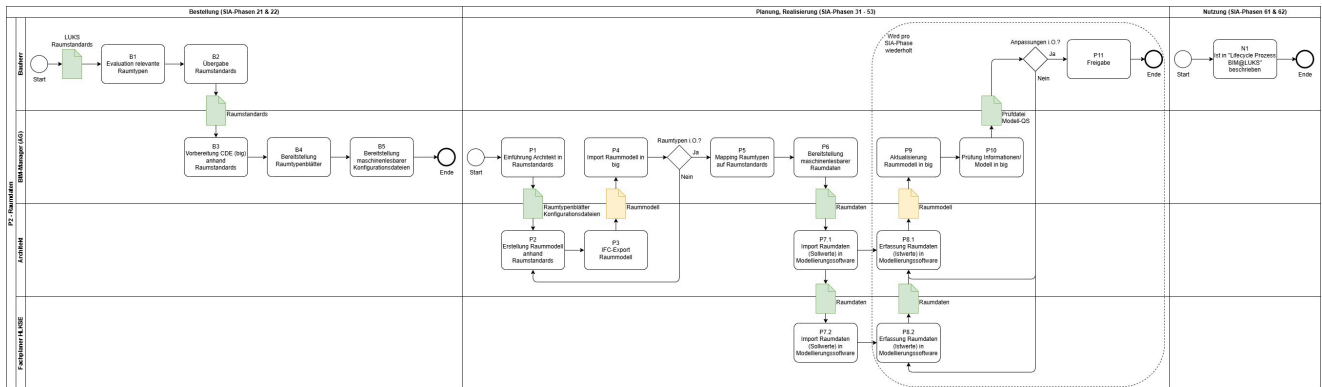 Bestellung (SIA-Phasen 21 & 22)
Planung, Realisierung (SIA-Phasen 31 - 53)
Nutzung (SIA-Phasen 61 & 62)
P2 - Raumdaten
Bauherr
LUKS
Raumstandards
Start
B1
Evaluation relevante
Raumtypen
B2
Übergabe
Raumstandards
Raumstandards
Wird pro
SIA-Phase
wiederholt
Anpassungen i.O.?
Ja
Nein
P11
Freigabe
Ende
Prüfdatei
Modell-QS
Start
N1
Ist in "Lifecycle Prozess
BIM@LUKS"
beschrieben
Ende
BIM-Manager (AG)
B3
Vorbereitung CDE (big)
anhand
Raumstandards
B4
Bereitstellung
Raumtypenblätter
B5
Bereitstellung
maschinenlesbarer
Konfigurationsdateien
Ende
Start
P1
Einführung Architekt in
Raumstandards
P4
Import Raummodell in
big
Raumtypen i.O.?
Ja
Nein
P5
Mapping Raumtypen
auf Raumstandards
P6
Bereitstellung
maschinenlesbarer
Raumdaten
P9
Aktualisierung
Raummodell in big
P10
Prüfung Informationen/
Modell in big
Raumtypenblätter
Konfigurationsdateien
Raummodell
Raumdaten
Raummodell
Architekt
P2
Erstellung Raummodell
anhand
Raumstandards
P3
IFC-Export
Raummodell
P7.1
Import Raumdaten
(Sollwerte) in
Modellierungssoftware
P8.1
Erfassung Raumdaten
(Istwerte) in
Modellierungssoftware
Raumdaten
Raumdaten
Fachplaner HLKSE
P7.2
Import Raumdaten
(Sollwerte) in
Modellierungssoftware
P8.2
Erfassung Raumdaten
(Istwerte) in
Modellierungssoftware